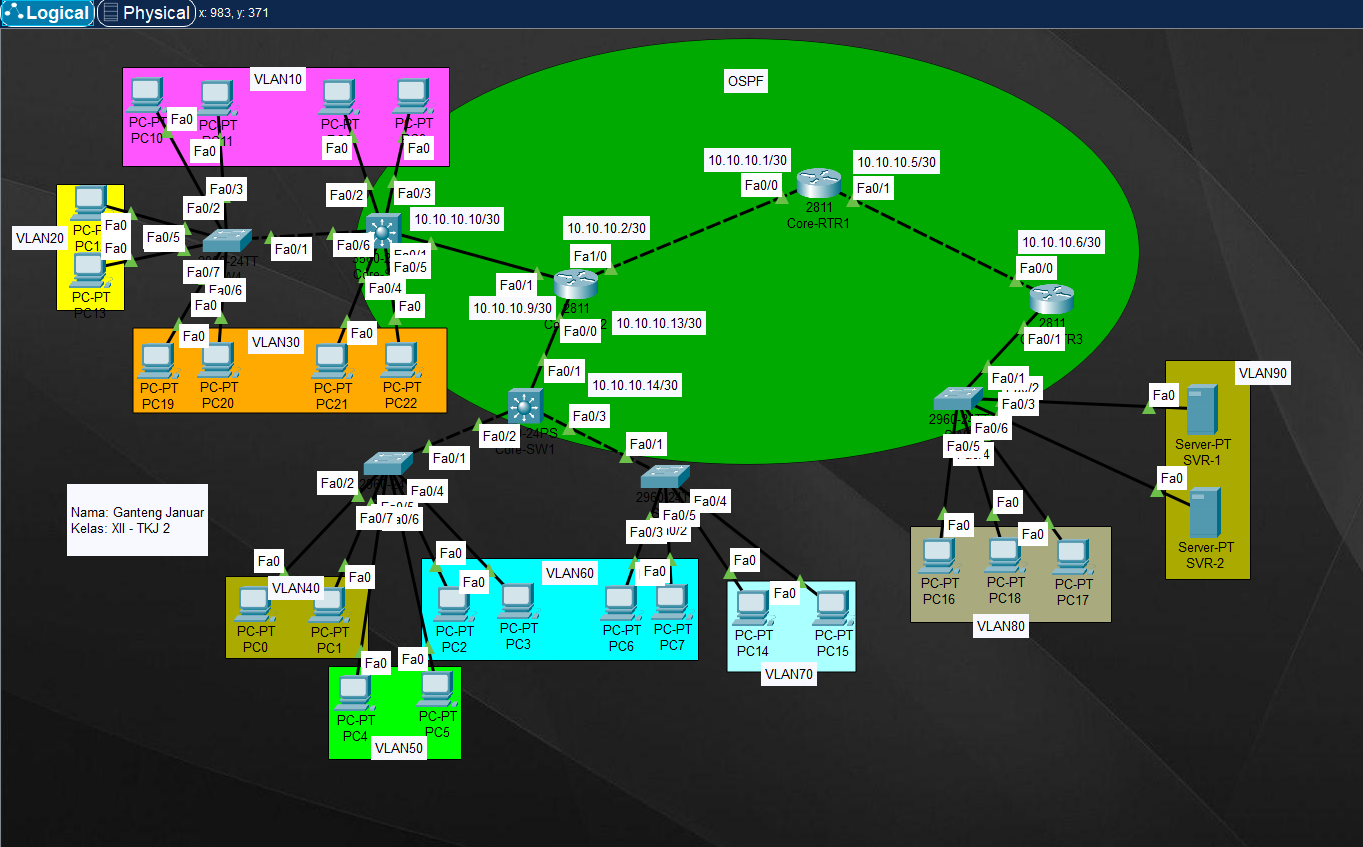 Logical
Physical
x: 983, y: 371
VLAN10
OSPF
PC-PT
PC10
Fa0
PC-PT
Fa0
PC-PT
Fa0
PC-PT
Fa0
10.10.10.1/30
10.10.10.5/30
Fa0/0
Fa0/1
2811
Core-RTR1
Fa0/3
Fa0/2
Fa0/2
Fa0/3
VLAN20
Fa0
Fa0
Fa0/5
PC-PT
PC13
Fa0/1
Fa0/6
10.10.10.10/30
Fa0/5
Fa0/4
Fa0
Fa0/7
Fa0/6
Fa0
Fa0
Fa0
10.10.10.2/30
Fa1/0
Fa0/1
10.10.10.9/30
2811
Fa0/0
10.10.10.13/30
10.10.10.6/30
Fa0/0
2811
Fa0/1
VLAN30
PC-PT
PC19
PC-PT
PC20
PC-PT
PC21
PC-PT
PC22
Fa0/1
10.10.10.14/30
Fa0/3
Fa0/2
Core-SW1
Fa0/1
Fa0/1
Fa0/1
Fa0/3
Fa0/6
Fa0/5
VLAN90
Fa0
Server-PT
SVR-1
Fa0
Server-PT
SVR-2
Fa0/2
Fa0/4
Fa0/7
Fa0/4
Fa0/5
Fa0/3
Nama: Ganteng Januar
Kelas: XII - TKJ 2
Fa0
Fa0
VLAN40
PC-PT
PC0
PC-PT
PC1
Fa0
Fa0
VLAN60
PC-PT
PC2
PC-PT
PC3
Fa0
PC-PT
PC6
PC-PT
PC7
Fa0
Fa0
PC-PT
PC14
PC-PT
PC15
VLAN70
Fa0
Fa0
Fa0
PC-PT
PC16
PC-PT
PC18
PC-PT
PC17
VLAN80
Fa0
Fa0
PC-PT
PC4
PC-PT
PC5
VLAN50